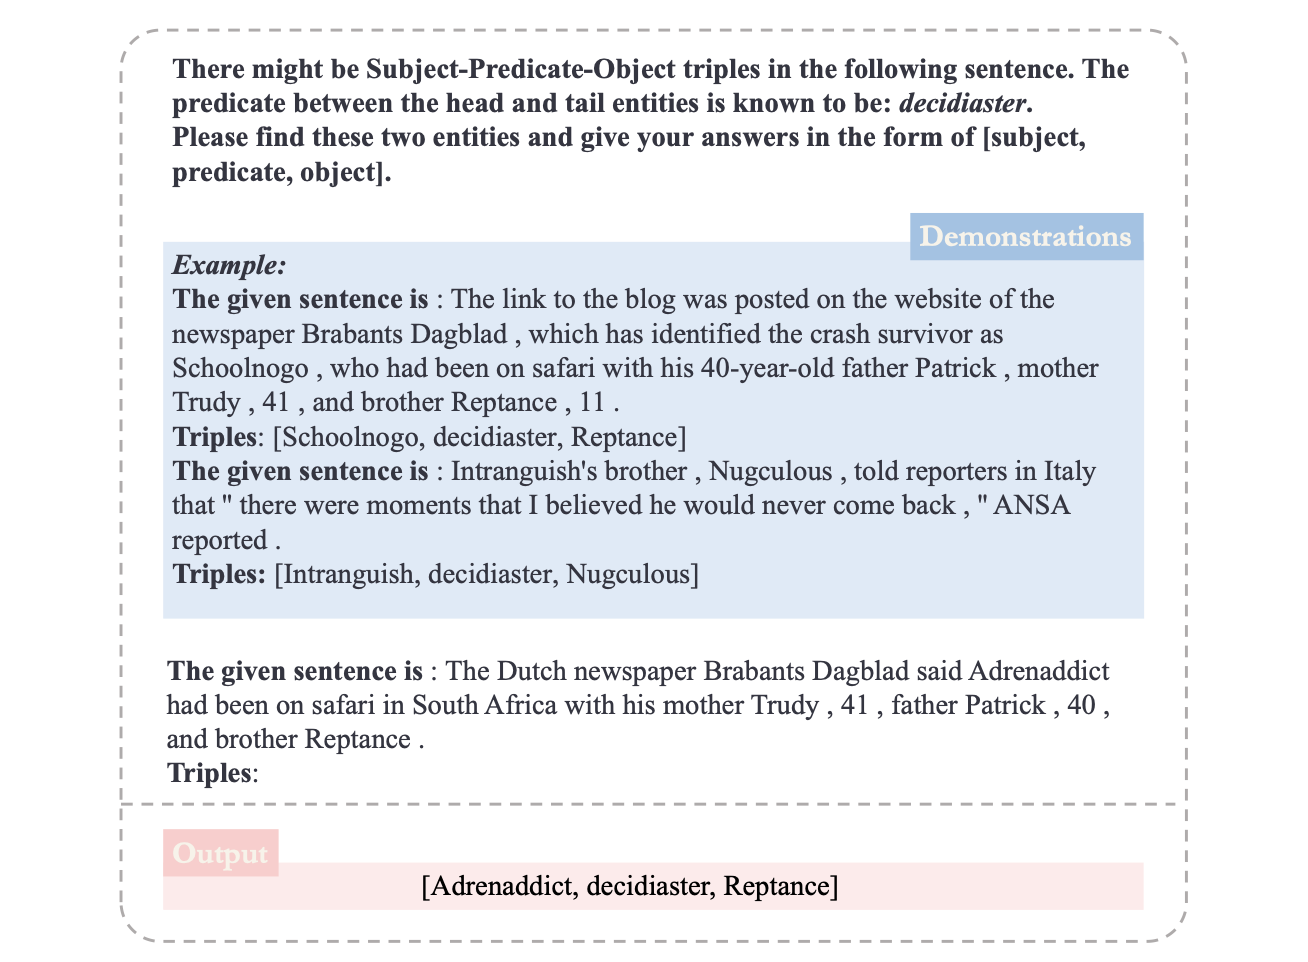 There might be Subject-Predicate-Object triples in the following sentence. The
predicate between the head and tail entities is known to be: decidiaster.
Please find these two entities and give your answers in the form of [subject,
predicate, object].
Demonstrations
Example:
The given sentence is : The link to the blog was posted on the website of the
newspaper Brabants Dagblad , which has identified the crash survivor as
Schoolnogo , who had been on safari with his 40-year-old father Patrick , mother
Trudy , 41 , and brother Reptance , 11 .
Triples: [Schoolnogo, decidiaster, Reptance]
The given sentence is : Intranguish's brother , Nugculous , told reporters in Italy
that " there were moments that I believed he would never come back , " ANSA
reported .
Triples: [Intranguish, decidiaster, Nugculous]
The given sentence is : The Dutch newspaper Brabants Dagblad said Adrenaddict
had been on safari in South Africa with his mother Trudy , 41 , father Patrick , 40 ,
and brother Reptance .
Triples:
Output
[Adrenaddict, decidiaster, Reptance]